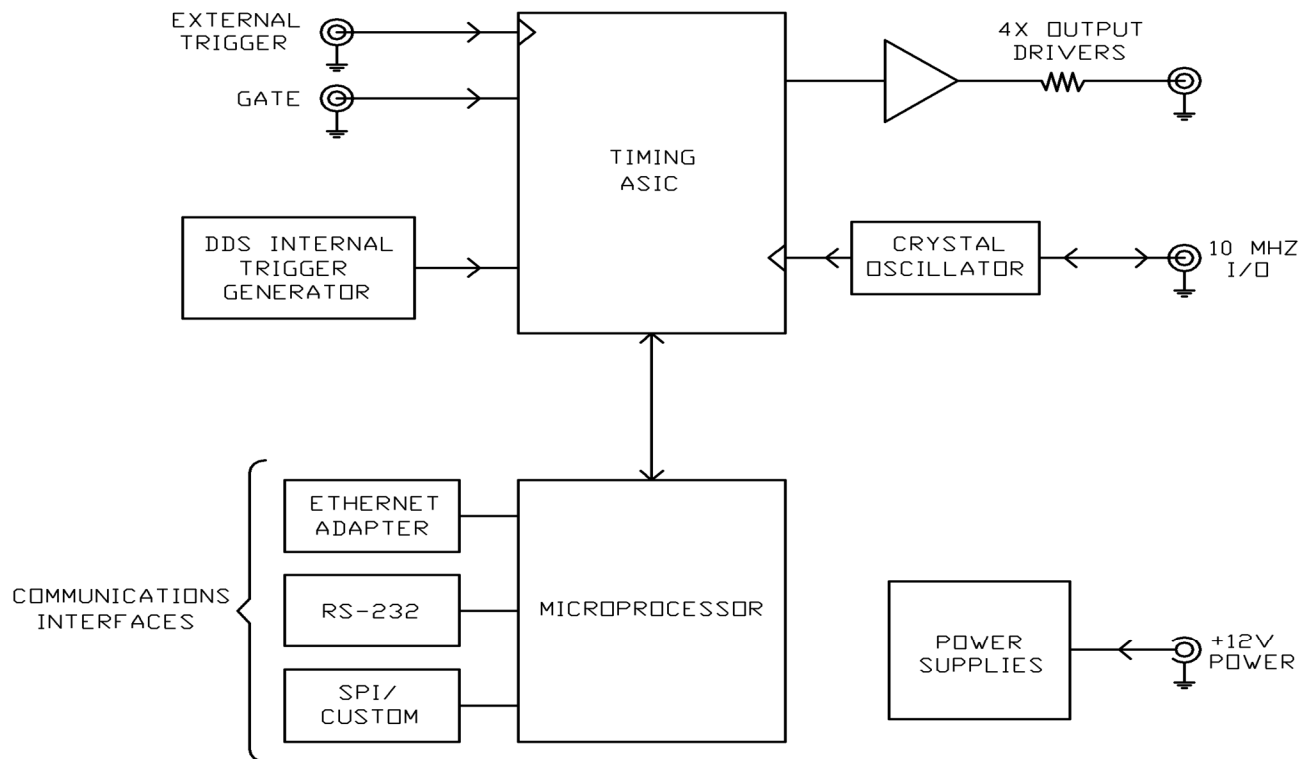 EXTERNAL
TRIGGER
GATE
DDS INTERNAL
TRIGGER
GENERATOR
TIMING
ASIC
4X OUTPUT
DRIVERS
CRYSTAL
OSCILLATOR
10 MHZ
I/O
COMMUNICATIONS
INTERFACES
ETHERNET
ADAPTER
RS-232
SPI/
CUSTOM
MICROPROCESSOR
POWER
SUPPLIES
+12V
POWER